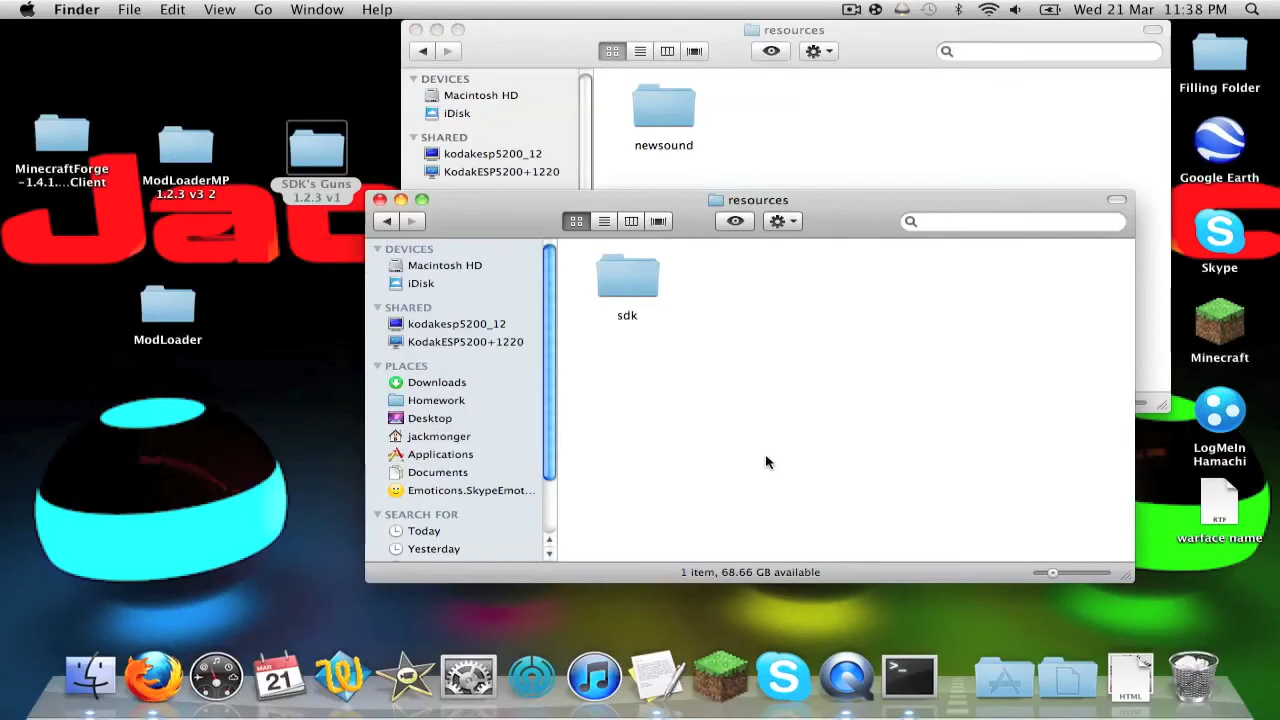 Finder File Edit View Go Window Help Wed 21 Mar 11:38 PM
resources
DEVICES
Macintosh HD
iDisk
SHARED
kodakesp5200_12
KodakESP5200+1220
newsound
resources
DEVICES
Macintosh HD
iDisk
SHARED
kodakesp5200_12
KodakESP5200+1220
PLACES
Downloads
Homework
Desktop
jackmonger
Applications
Documents
Emoticons.SkypeEmot...
SEARCH FOR
Today
Yesterday
sdk
1 item, 68.66 GB available
MinecraftForge
-1.4.1....Client
ModLoaderMP
1.2.3 v3 2
SDK's Guns
1.2.3 v1
ModLoader
Filling Folder
Google Earth
Skype
Minecraft
LogMeIn
Hamachi
RTF
warface name
MAR
21
HTML